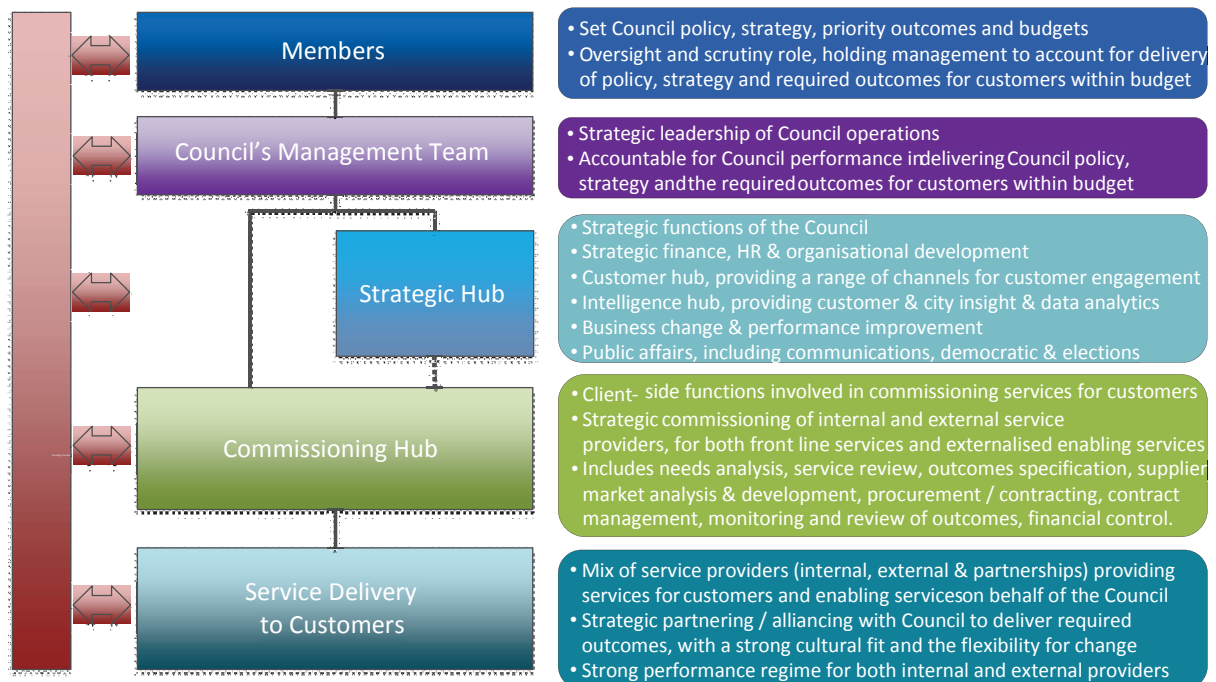 Members
• Set Council policy, strategy, priority outcomes and budgets
• Oversight and scrutiny role, holding management to account for delivery
of policy, strategy and required outcomes for customers within budget
Council's Management Team
• Strategic leadership of Council operations
• Accountable for Council performance indelivering Council policy,
strategy and the required outcomes for customers within budget
Strategic Hub
• Strategic functions of the Council
• Strategic finance, HR & organisational development
• Customer hub, providing a range of channels for customer engagement
• Intelligence hub, providing customer & city insight & data analytics
• Business change & performance improvement
• Public affairs, including communications, democratic & elections
Commissioning Hub
• Client- side functions involved in commissioning services for customers
• Strategic commissioning of internal and external service
providers, for both front line services and externalised enabling services
• Includes needs analysis, service review, outcomes specification, supplier
market analysis & development, procurement / contracting, contract
management, monitoring and review of outcomes, financial control.
Service Delivery
to Customers
• Mix of service providers (internal, external & partnerships) providing
services for customers and enabling serviceson behalf of the Council
• Strategic partnering / alliancing with Council to deliver required
outcomes, with a strong cultural fit and the flexibility for change
• Strong performance regime for both internal and external providers